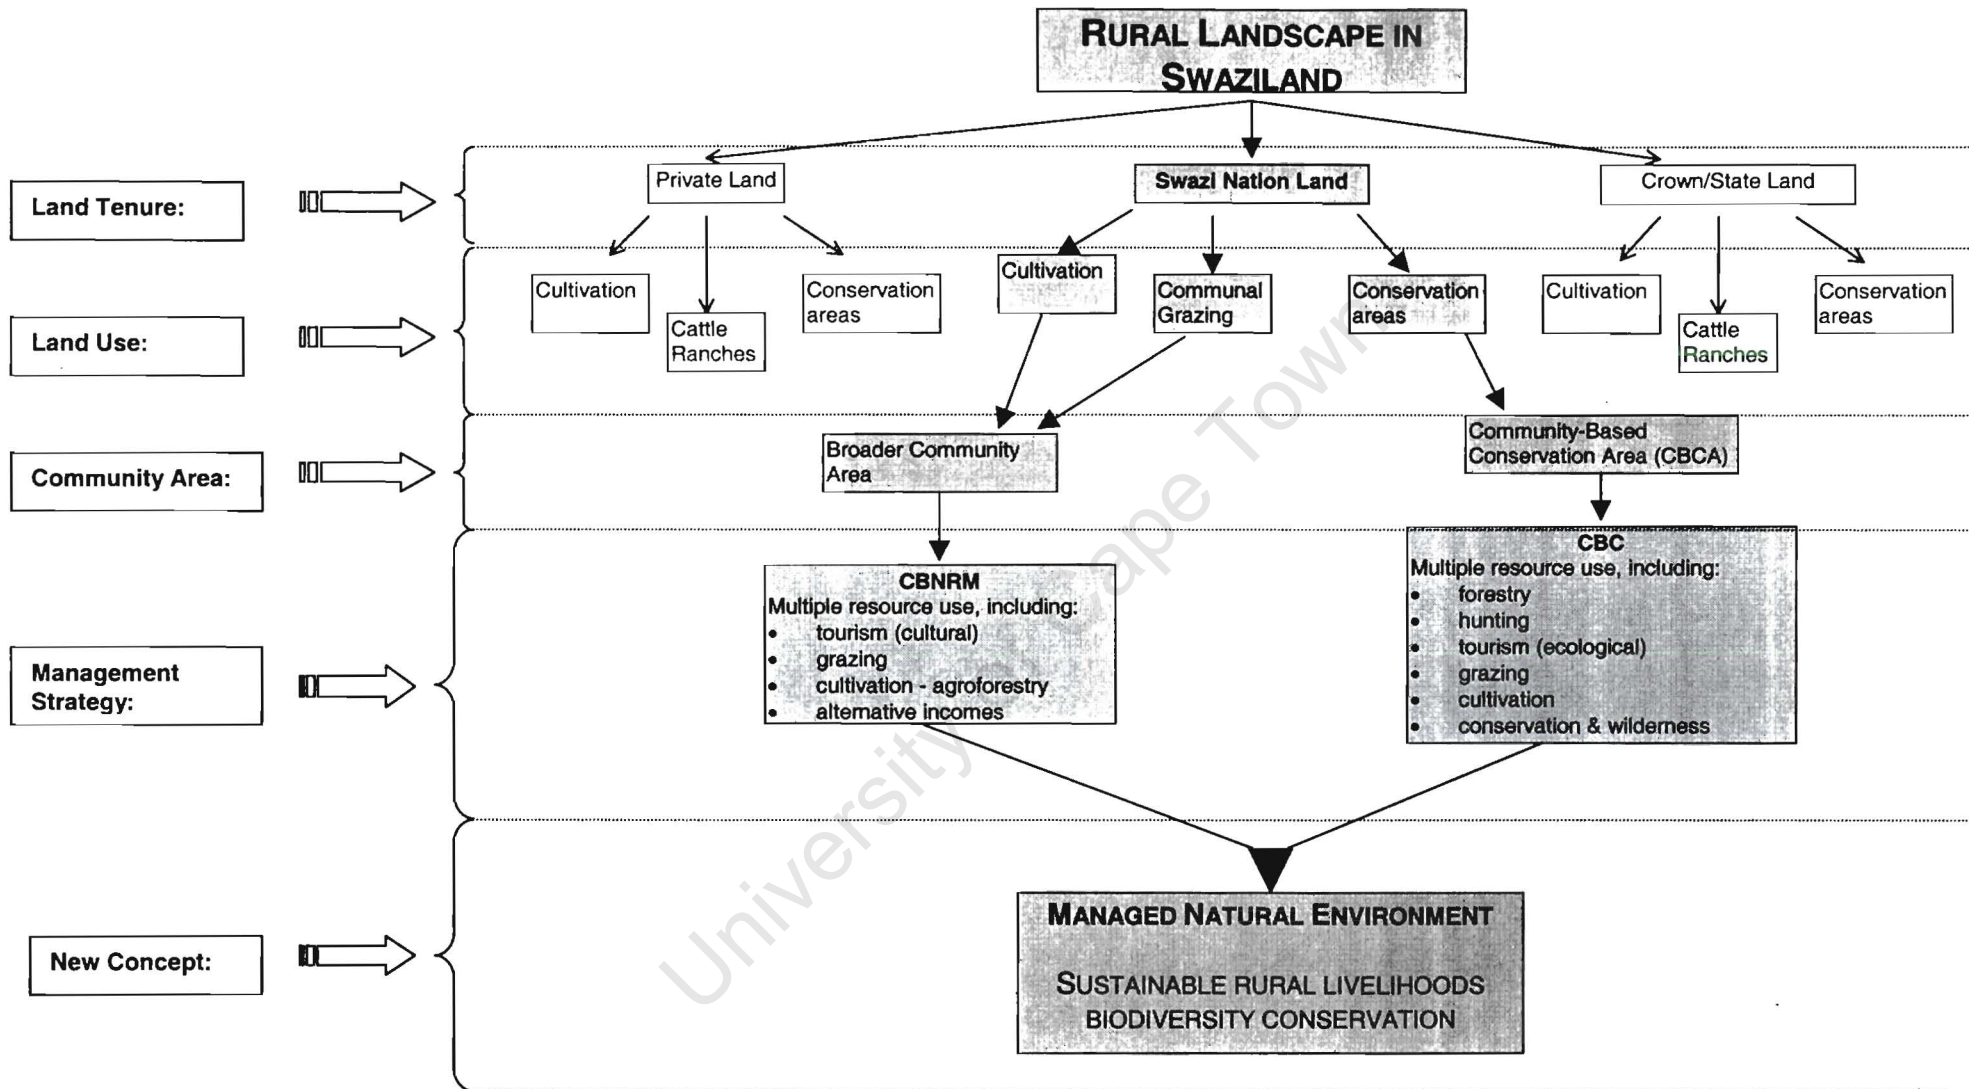 RURAL LANDSCAPE IN
SWAZILAND
Land Tenure:
Private Land
Swazi Nation Land
Crown/State Land
Land Use:
Cultivation
Cattle
Ranches
Conservation
areas
Cultivation
Communal
Grazing
Conservation
areas
Cultivation
Cattle
Ranches
Conservation
areas
Community Area:
Broader Community
Area
Community-Based
Conservation Area (CBCA)
Management
Strategy:
CBNRM
Multiple resource use, including:
• tourism (cultural)
• grazing
• cultivation - agroforestry
• alternative incomes
CBC
Multiple resource use, including:
• forestry
• hunting
• tourism (ecological)
• grazing
• cultivation
• conservation & wilderness
New Concept:
MANAGED NATURAL ENVIRONMENT
SUSTAINABLE RURAL LIVELIHOODS
BIODIVERSITY CONSERVATION
University of Cape Town